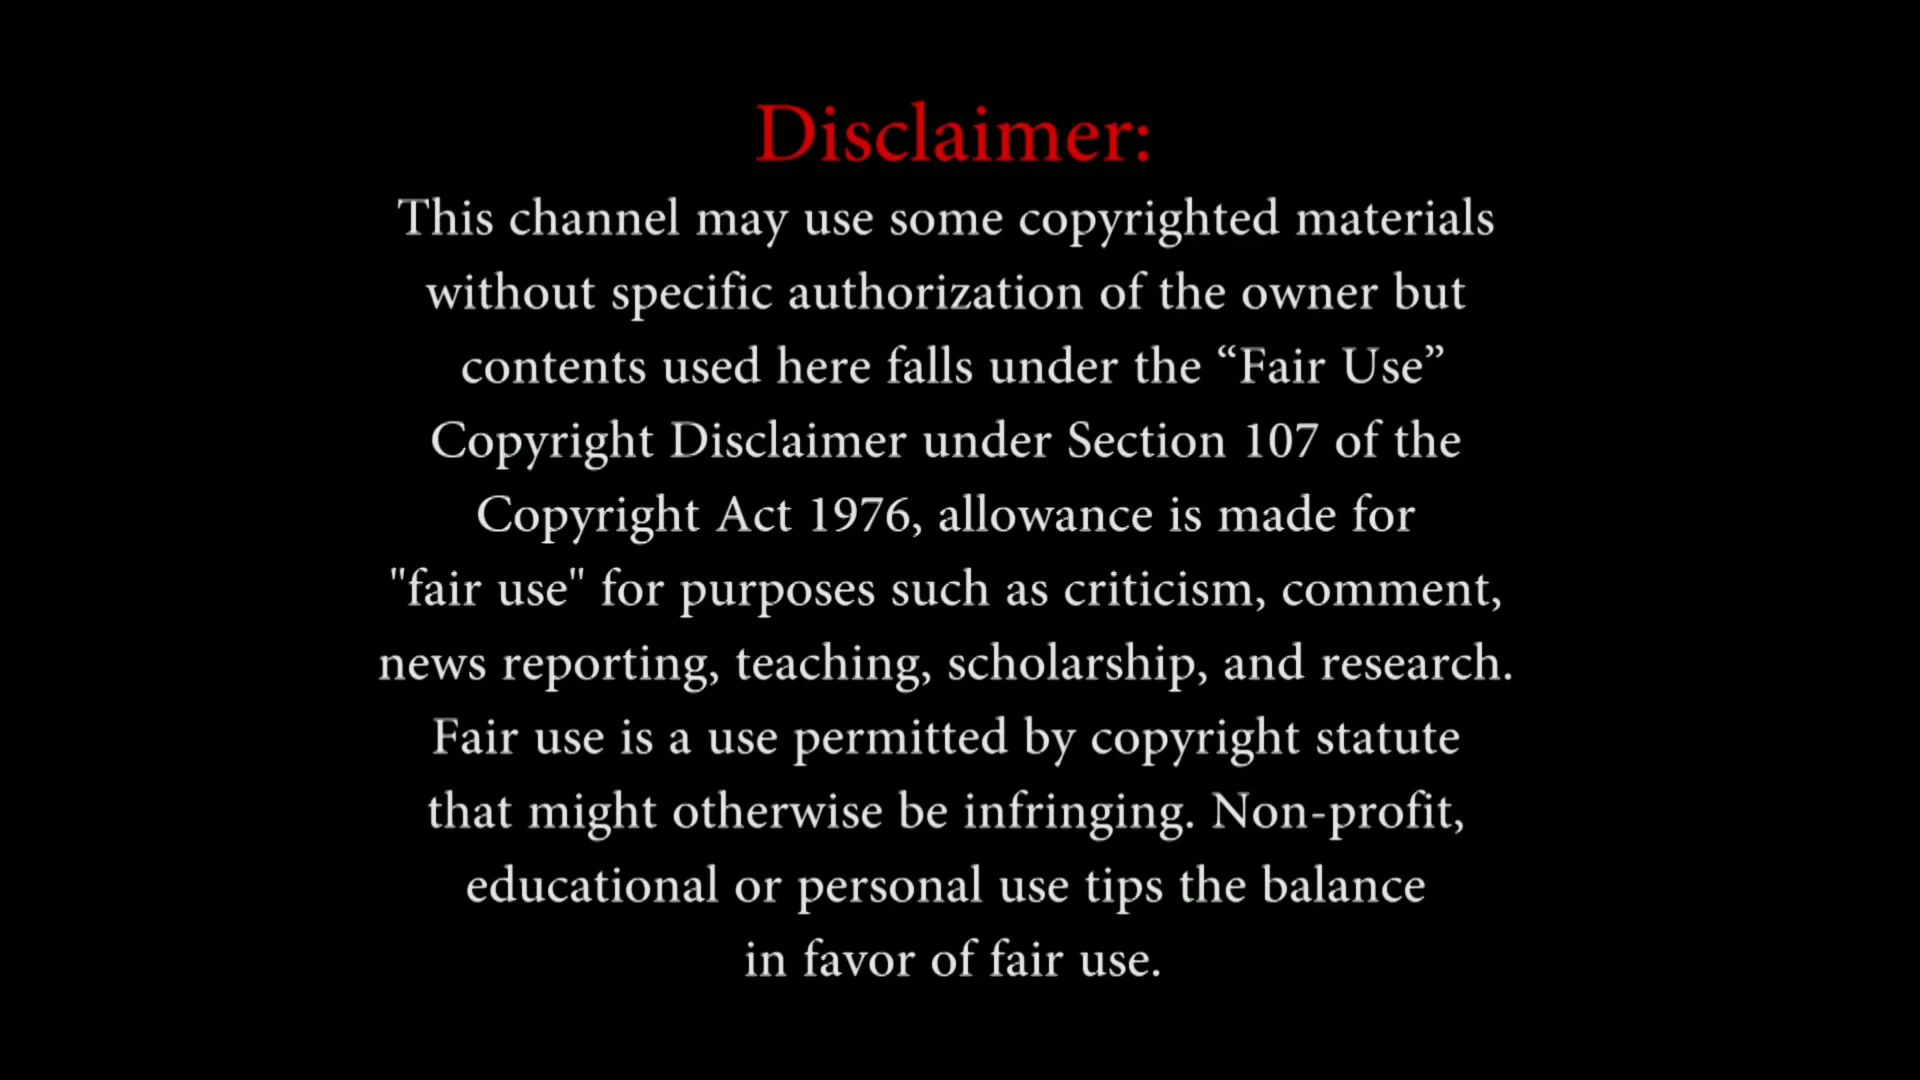 Disclaimer:
This channel may use some copyrighted materials
without specific authorization of the owner but
contents used here falls under the “Fair Use”
Copyright Disclaimer under Section 107 of the
Copyright Act 1976, allowance is made for
"fair use" for purposes such as criticism, comment,
news reporting, teaching, scholarship, and research.
Fair use is a use permitted by copyright statute
that might otherwise be infringing. Non-profit,
educational or personal use tips the balance
in favor of fair use.